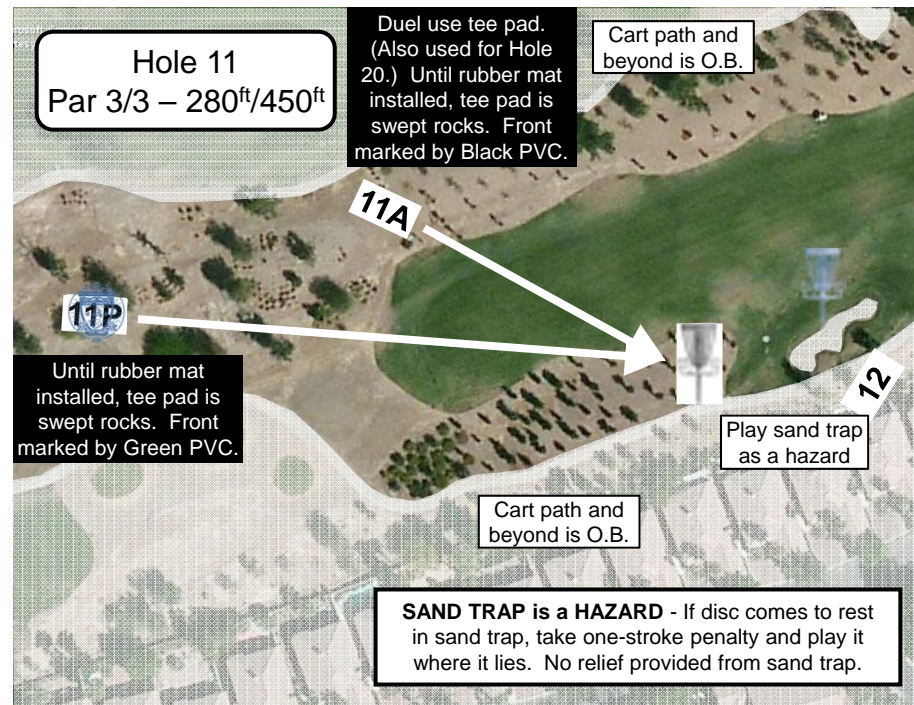 Hole 11
Par 3/3 – 280ft/450ft
Duel use tee pad.
(Also used for Hole
20.) Until rubber mat
installed, tee pad is
swept rocks. Front
marked by Black PVC.
Cart path and
beyond is O.B.
11A
11P
Until rubber mat
installed, tee pad is
swept rocks. Front
marked by Green PVC.
12
Play sand trap
as a hazard
Cart path and
beyond is O.B.
SAND TRAP is a HAZARD - If disc comes to rest
in sand trap, take one-stroke penalty and play it
where it lies. No relief provided from sand trap.